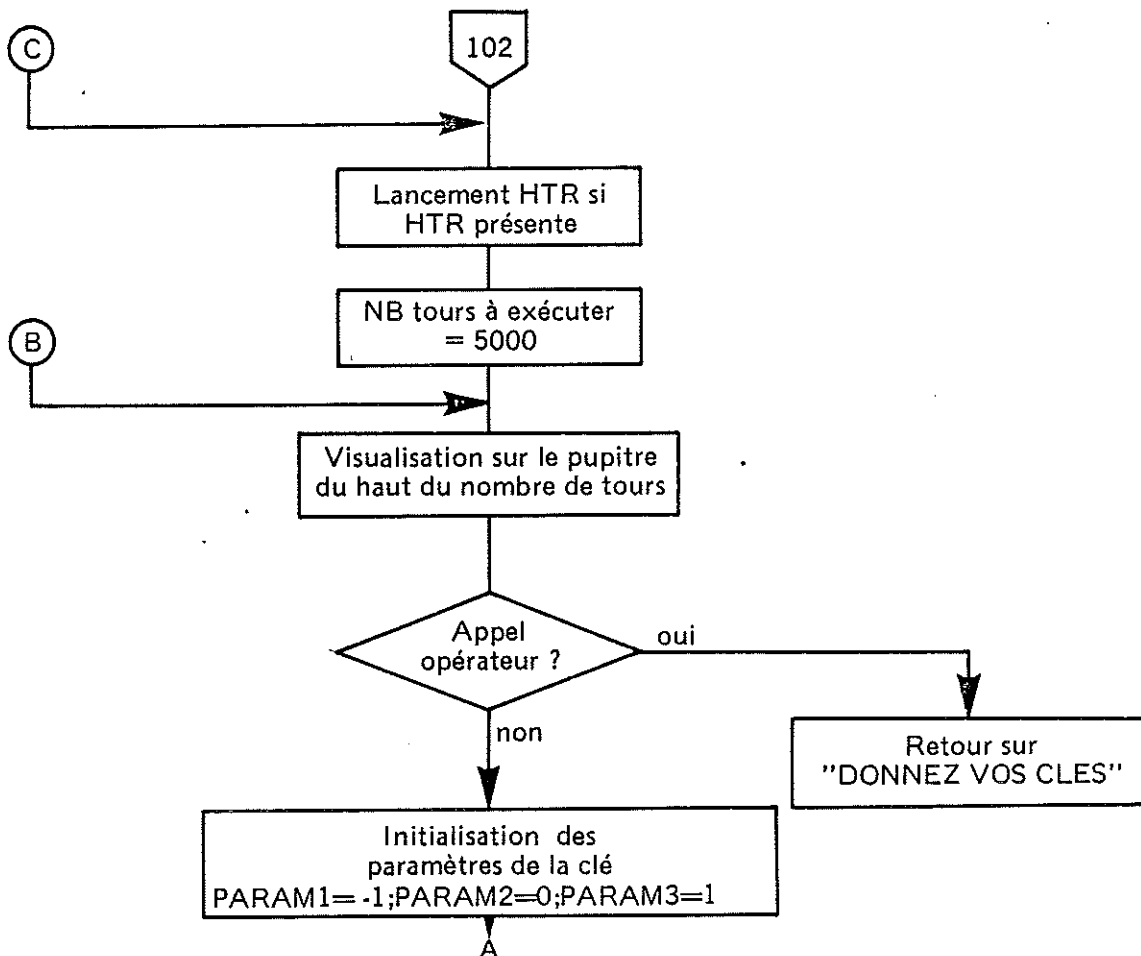 C
102
Lancement HTR si
HTR présente
NB tours à exécuter
= 5000
B
Visualisation sur le pupitre
du haut du nombre de tours
Appel
opérateur ?
oui
non
Retour sur
"DONNEZ VOS CLES"
Initialisation des
paramètres de la clé
PARAM1= -1;PARAM2=0;PARAM3=1
A